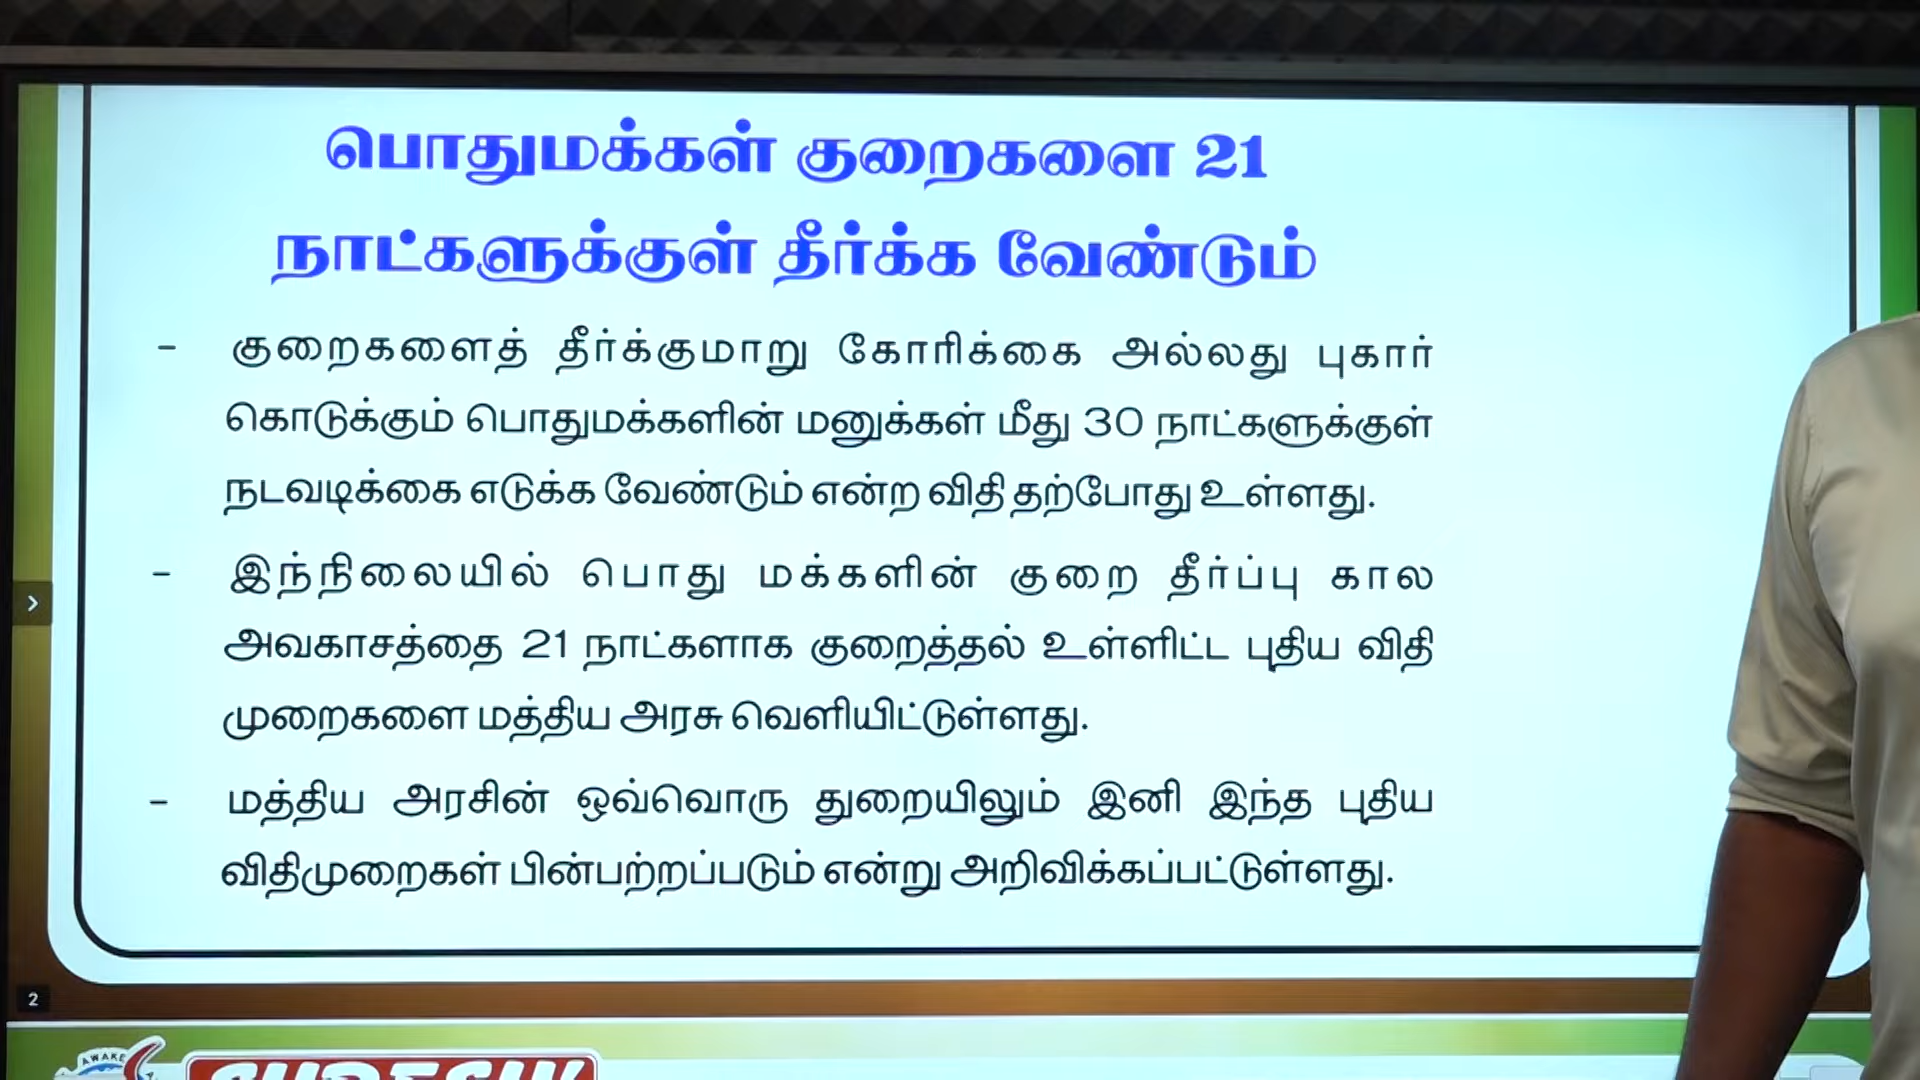 பொதுமக்கள் குறைகளை 21
நாட்களுக்குள் தீர்க்க வேண்டும்
- குறைகளைத் தீர்க்குமாறு கோரிக்கை அல்லது புகார்
கொடுக்கும் பொதுமக்களின் மனுக்கள் மீது 30 நாட்களுக்குள்
நடவடிக்கை எடுக்க வேண்டும் என்ற விதி தற்போது உள்ளது.
- இந்நிலையில் பொது மக்களின் குறை தீர்ப்பு கால
அவகாசத்தை 21 நாட்களாக குறைத்தல் உள்ளிட்ட புதிய விதி
முறைகளை மத்திய அரசு வெளியிட்டுள்ளது.
- மத்திய அரசின் ஒவ்வொரு துறையிலும் இனி இந்த புதிய
விதிமுறைகள் பின்பற்றப்படும் என்று அறிவிக்கப்பட்டுள்ளது.
2
AWAKE